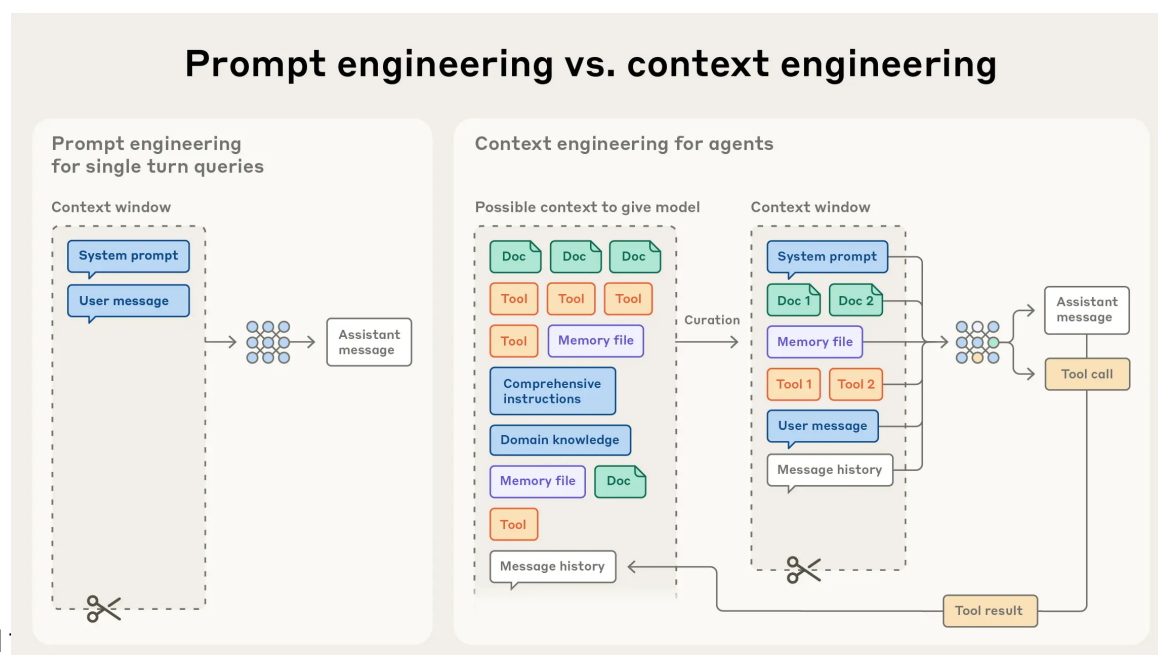 Prompt engineering vs. context engineering
Prompt engineering
for single turn queries
Context window
System prompt
User message
Assistant
message
Context engineering for agents
Possible context to give model
Doc Doc Doc
Tool Tool Tool
Tool Memory file
Comprehensive
instructions
Domain knowledge
Memory file Doc
Tool
Message history
Curation
Context window
System prompt
Doc 1 Doc 2
Memory file
Tool 1 Tool 2
User message
Message history
Assistant
message
Tool call
Tool result